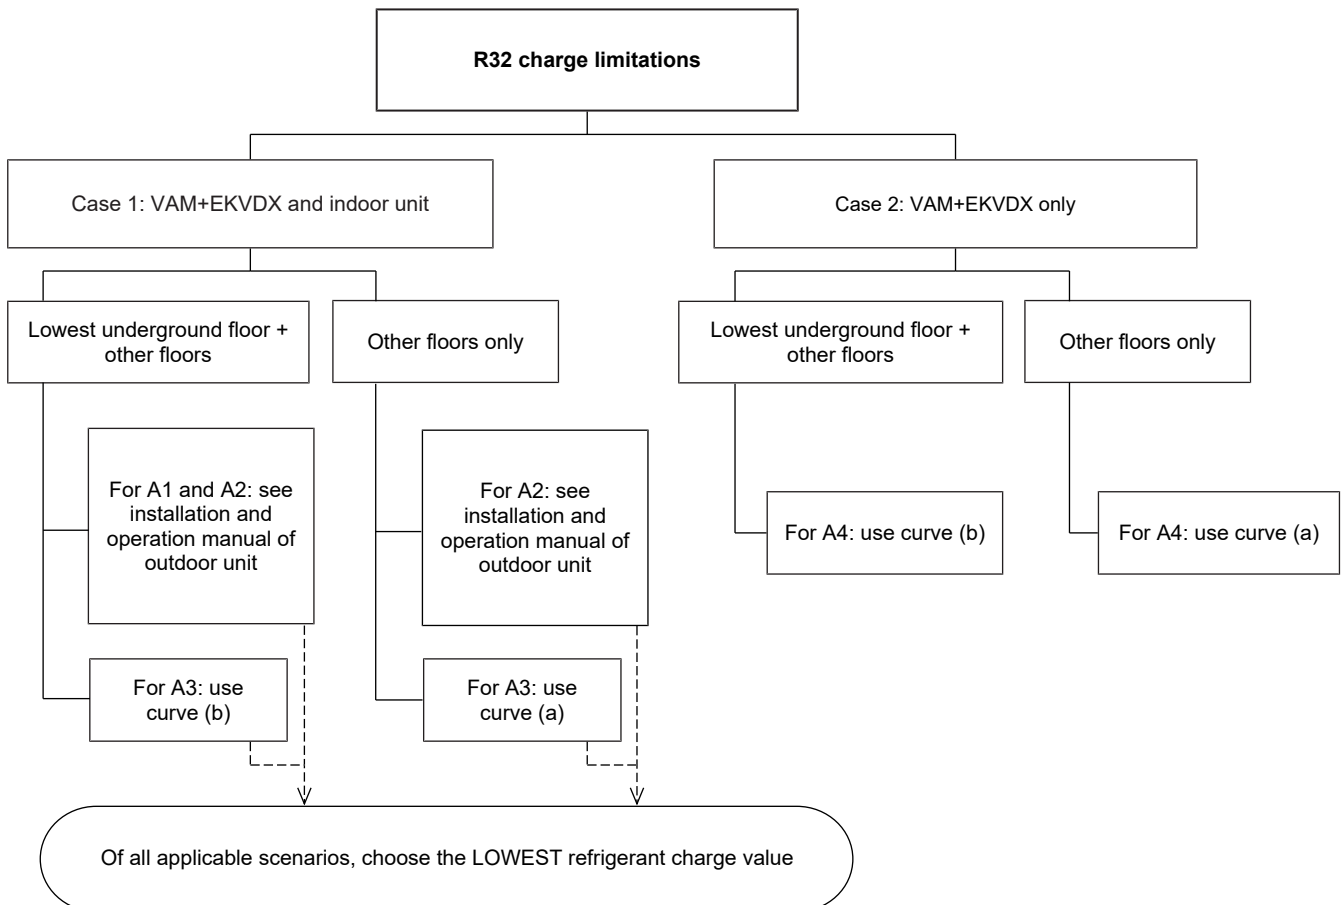 R32 charge limitations
Case 1: VAM+EKVDX and indoor unit
Case 2: VAM+EKVDX only
Lowest underground floor +
other floors
Other floors only
Lowest underground floor +
other floors
Other floors only
For A1 and A2: see
installation and
operation manual of
outdoor unit
For A2: see
installation and
operation manual of
outdoor unit
For A4: use curve (b)
For A4: use curve (a)
For A3: use
curve (b)
For A3: use
curve (a)
Of all applicable scenarios, choose the LOWEST refrigerant charge value